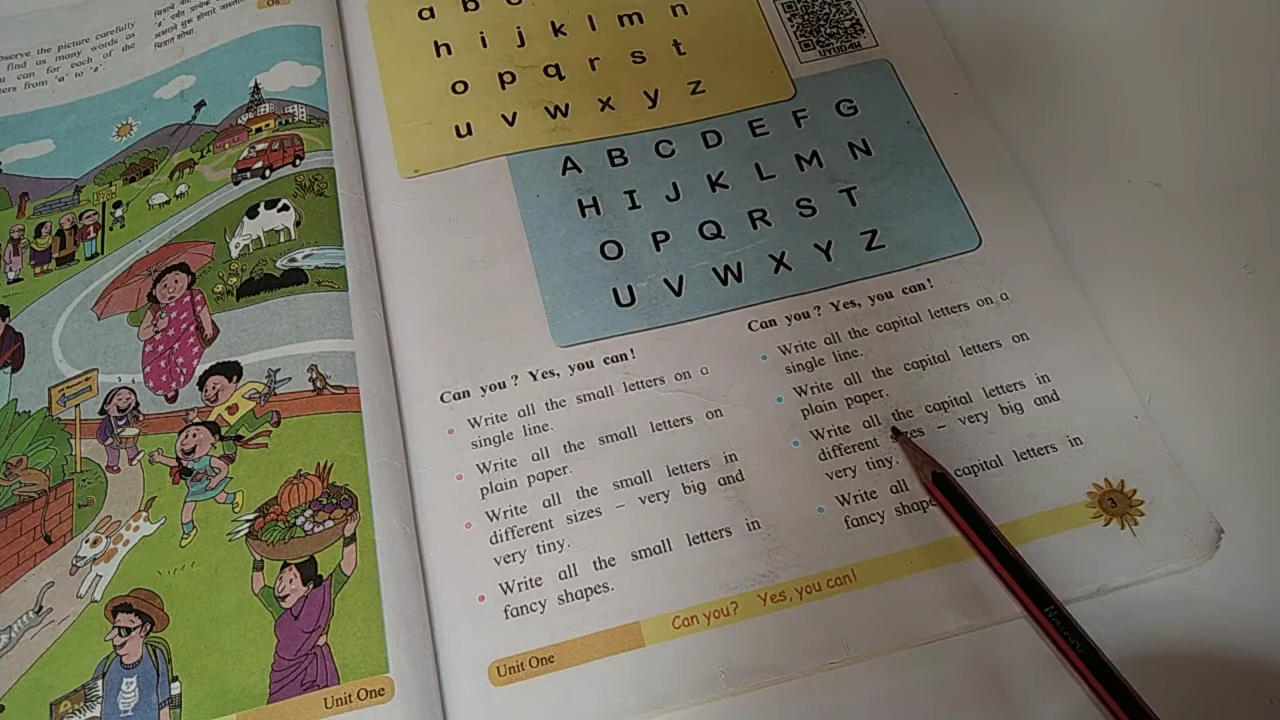 observe the picture carefully
find as many words as
can for each of the
from 'a' to 'z'.
08
a b
h i j k l m n
o p q r s t
u v w x y z
UYUD4W
A B C D E F G
H I J K L M N
O P Q R S T
U V W X Y Z
Can you? Yes, you can!
Write all the small letters on a
single line.
Write all the small letters on
plain paper.
Write all the small letters in
different sizes – very big and
very tiny.
Write all the small letters in
fancy shapes.
Can you? Yes, you can!
Write all the capital letters on a
single line.
Write all the capital letters on
plain paper.
Write all the capital letters in
different sizes – very big and
very tiny.
Write all capital letters in
fancy
3
Can you? Yes, you can!
Unit One
Unit One